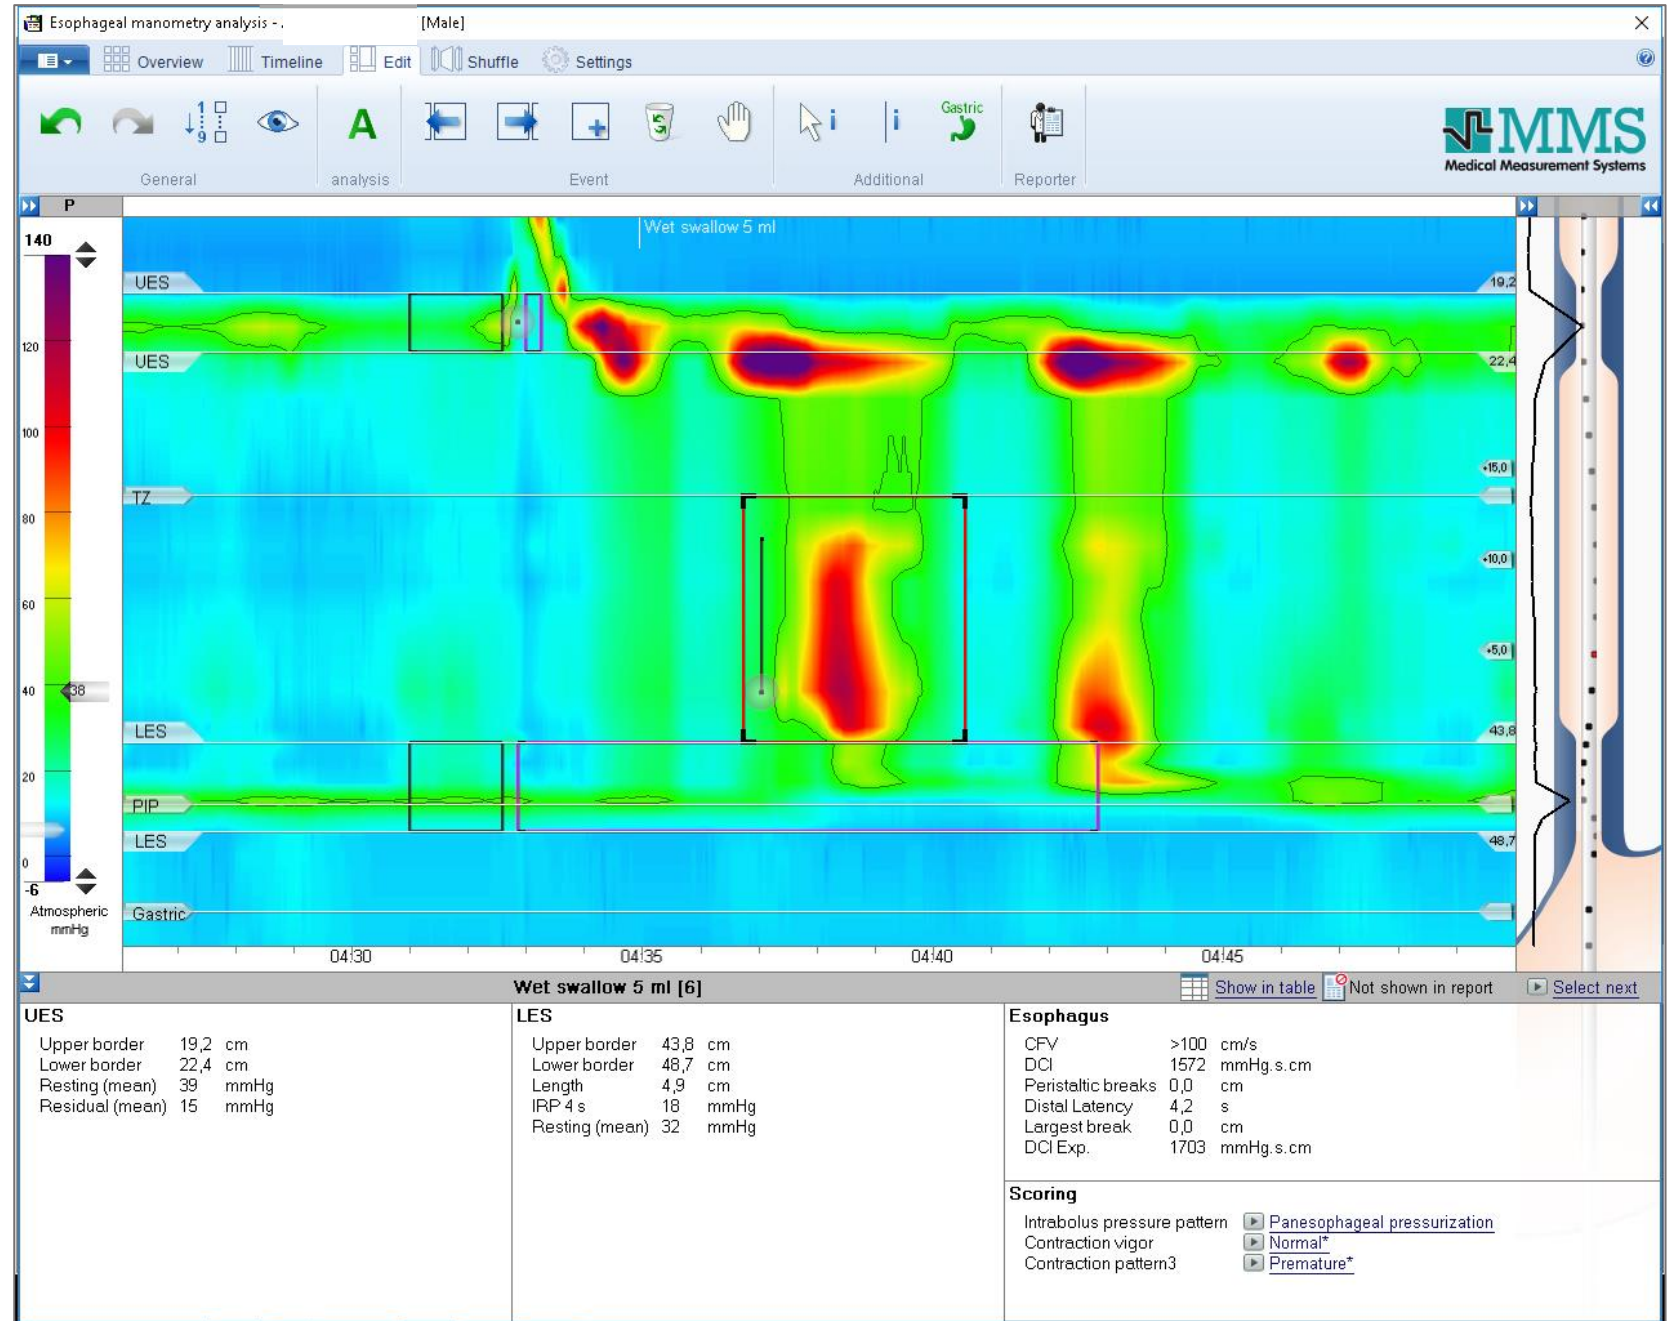 Esophageal manometry analysis - . [Male]
Overview Timeline Edit Shuffle Settings
1
9
A
i
i
Gastric
General analysis Event Additional Reporter
MMS
Medical Measurement Systems
P
140
120
100
80
60
40
38
20
0
-6
Atmospheric
mmHg
Wet swallow 5 ml
UES 19,2
UES 22,4
+15,0
TZ
+10,0
+5,0
LES 43,8
PIP
LES 48,7
Gastric
04:30 04:35 04:40 04:45
Wet swallow 5 ml [6] Show in table Not shown in report Select next
UES
Upper border 19,2 cm
Lower border 22,4 cm
Resting (mean) 39 mmHg
Residual (mean) 15 mmHg
LES
Upper border 43,8 cm
Lower border 48,7 cm
Length 4,9 cm
IRP 4 s 18 mmHg
Resting (mean) 32 mmHg
Esophagus
CFV >100 cm/s
DCI 1572 mmHg.s.cm
Peristaltic breaks 0,0 cm
Distal Latency 4,2 s
Largest break 0,0 cm
DCI Exp. 1703 mmHg.s.cm
Scoring
Intrabolus pressure pattern Panesophageal pressurization
Contraction vigor Normal*
Contraction pattern3 Premature*